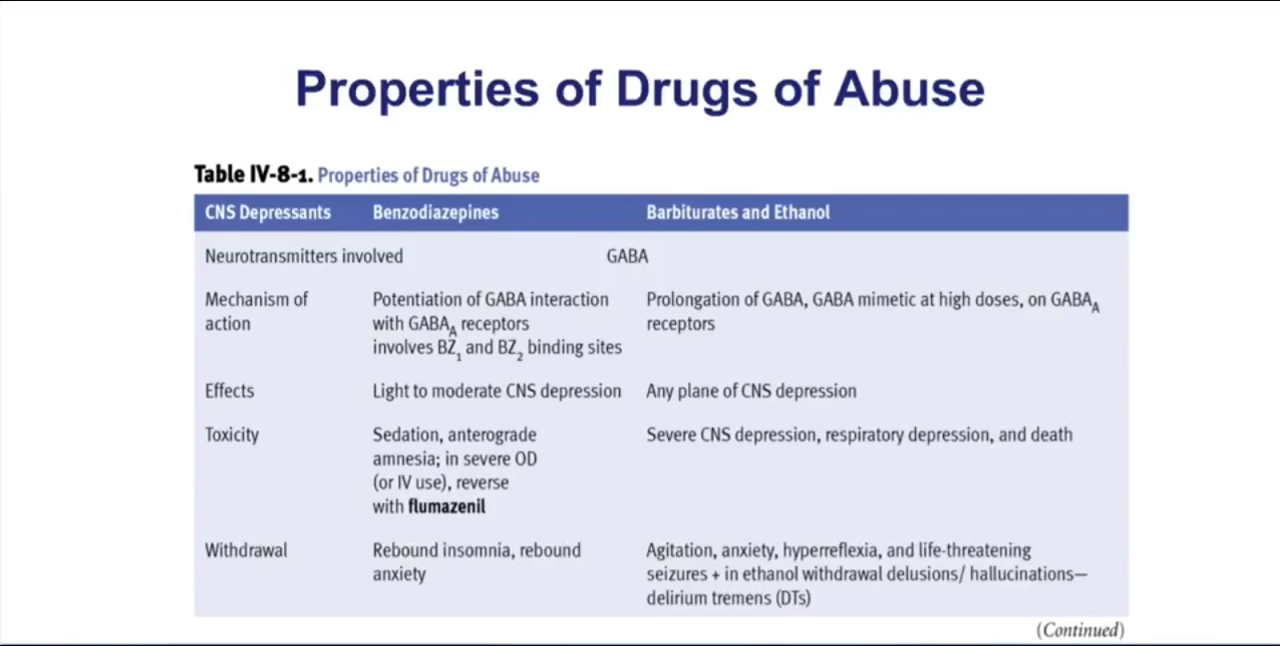 Properties of Drugs of Abuse
Table IV-8-1. Properties of Drugs of Abuse
CNS Depressants Benzodiazepines Barbiturates and Ethanol
Neurotransmitters involved GABA
Mechanism of action
Potentiation of GABA interaction
with GABA_A receptors
involves BZ₁ and BZ₂ binding sites
Prolongation of GABA, GABA mimetic at high doses, on GABA_A
receptors
Effects Light to moderate CNS depression Any plane of CNS depression
Toxicity
Sedation, anterograde
amnesia; in severe OD
(or IV use), reverse
with flumazenil
Severe CNS depression, respiratory depression, and death
Withdrawal
Rebound insomnia, rebound
anxiety
Agitation, anxiety, hyperreflexia, and life-threatening
seizures + in ethanol withdrawal delusions/ hallucinations—
delirium tremens (DTs)
(Continued)